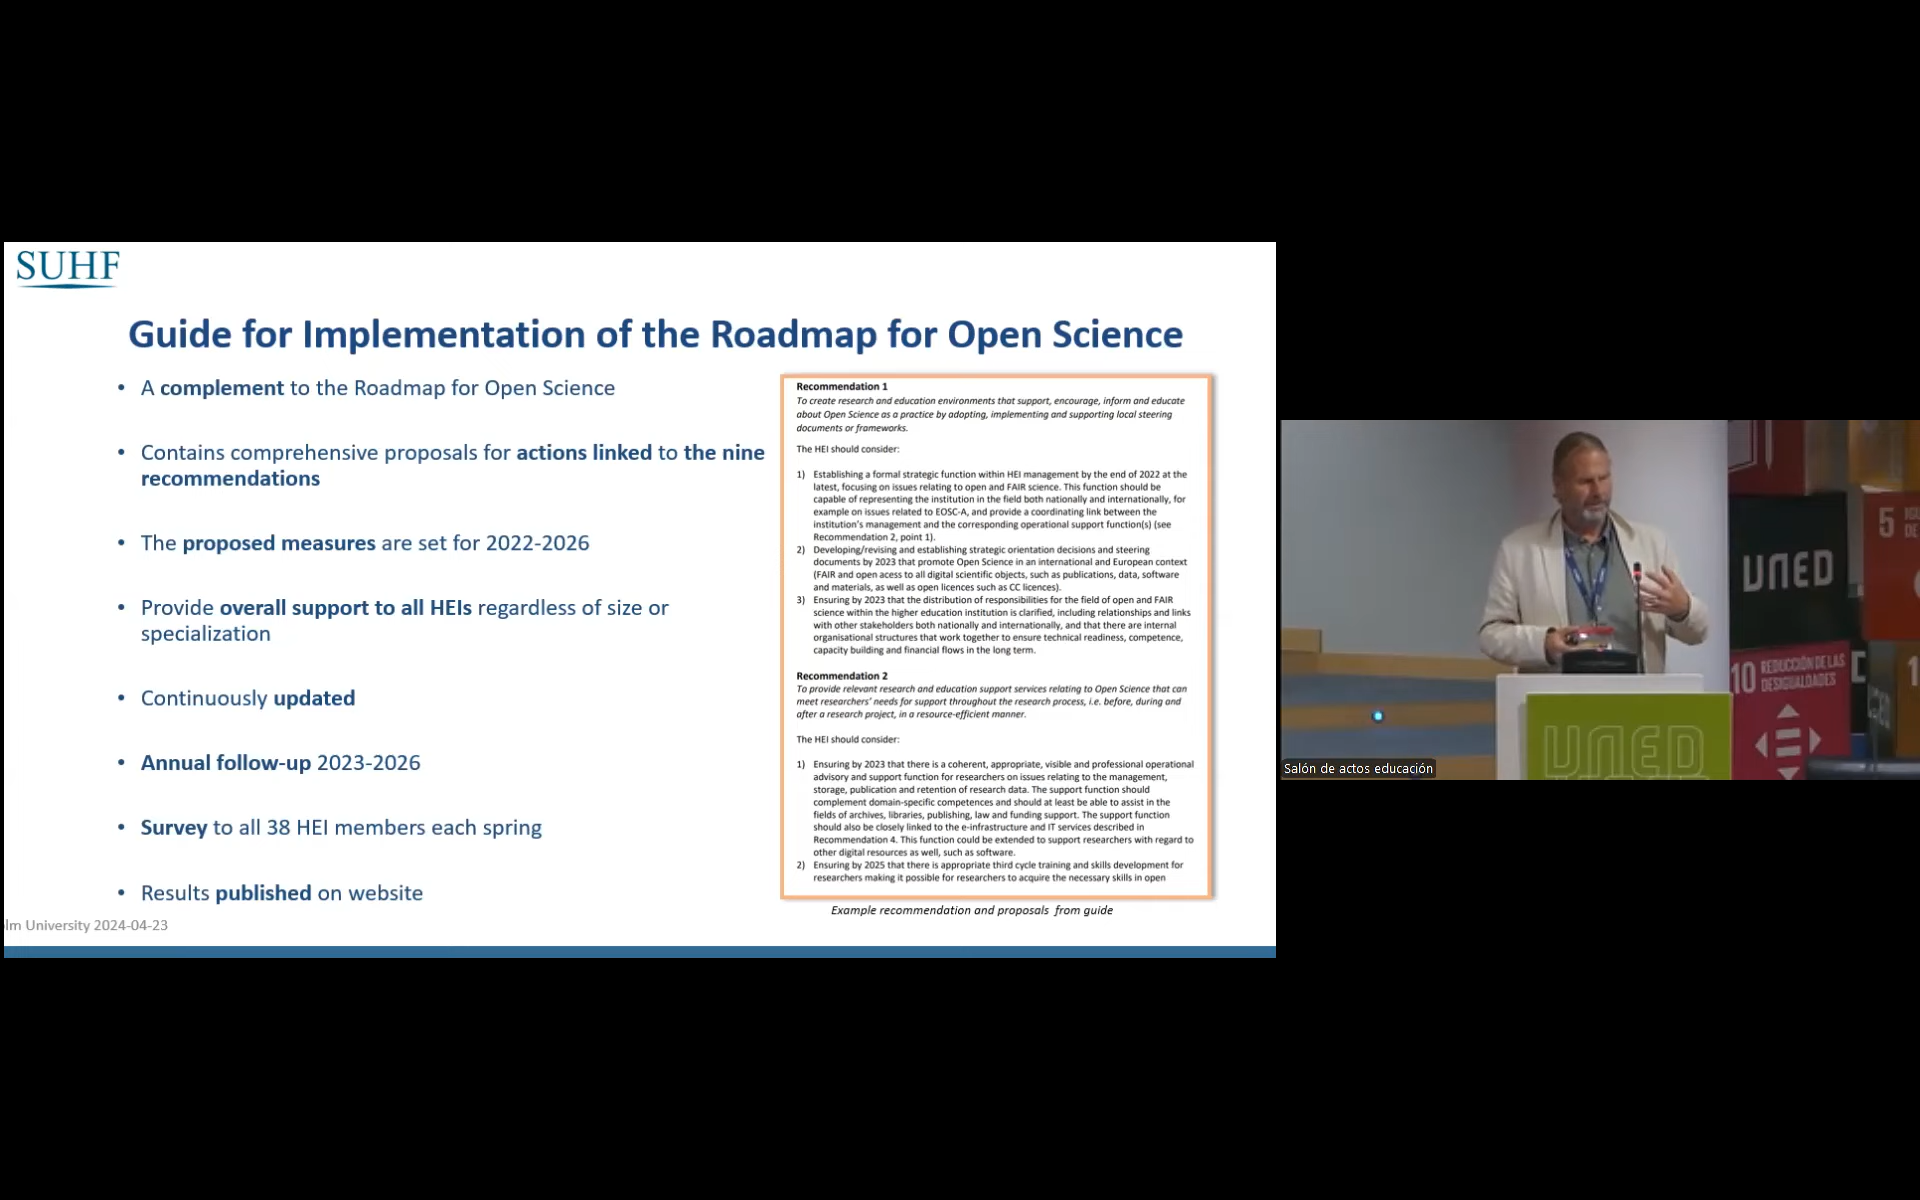 SUHF
Guide for Implementation of the Roadmap for Open Science
• A complement to the Roadmap for Open Science
• Contains comprehensive proposals for actions linked to the nine
recommendations
• The proposed measures are set for 2022-2026
• Provide overall support to all HEIs regardless of size or
specialization
• Continuously updated
• Annual follow-up 2023-2026
• Survey to all 38 HEI members each spring
• Results published on website
lm University 2024-04-23
Recommendation 1
To create research and education environments that support, encourage, inform and educate
about Open Science as a practice by adopting, implementing and supporting local steering
documents or frameworks.
The HEI should consider:
1) Establishing a formal strategic function within HEI management by the end of 2022 at the
latest, focusing on issues relating to open and FAIR science. This function should be
capable of representing the institution in the field both nationally and internationally, for
example on issues related to EOSC-A, and provide a coordinating link between the
institution's management and the corresponding operational support function(s) (see
Recommendation 2, point 1).
2) Developing/revising and establishing strategic orientation decisions and steering
documents by 2023 that promote Open Science in an international and European context
(FAIR and open acess to all digital scientific objects, such as publications, data, software
and materials, as well as open licences such as CC licences).
3) Ensuring by 2023 that the distribution of responsibilities for the field of open and FAIR
science within the higher education institution is clarified, including relationships and links
with other stakeholders both nationally and internationally, and that there are internal
organisational structures that work together to ensure technical readiness, competence,
capacity building and financial flows in the long term.
Recommendation 2
To provide relevant research and education support services relating to Open Science that can
meet researchers' needs for support throughout the research process, i.e. before, during and
after a research project, in a resource-efficient manner.
The HEI should consider:
1) Ensuring by 2023 that there is a coherent, appropriate, visible and professional operational
advisory and support function for researchers on issues relating to the management,
storage, publication and retention of research data. The support function should
complement domain-specific competences and should at least be able to assist in the
fields of archives, libraries, publishing, law and funding support. The support function
should also be closely linked to the e-infrastructure and IT services described in
Recommendation 4. This function could be extended to support researchers with regard to
other digital resources as well, such as software.
2) Ensuring by 2025 that there is appropriate third cycle training and skills development for
researchers making it possible for researchers to acquire the necessary skills in open
Example recommendation and proposals from guide
UNED
5
10 REDUCCIÓN DE LAS
DESIGUALDADES
UNED
Salón de actos educación